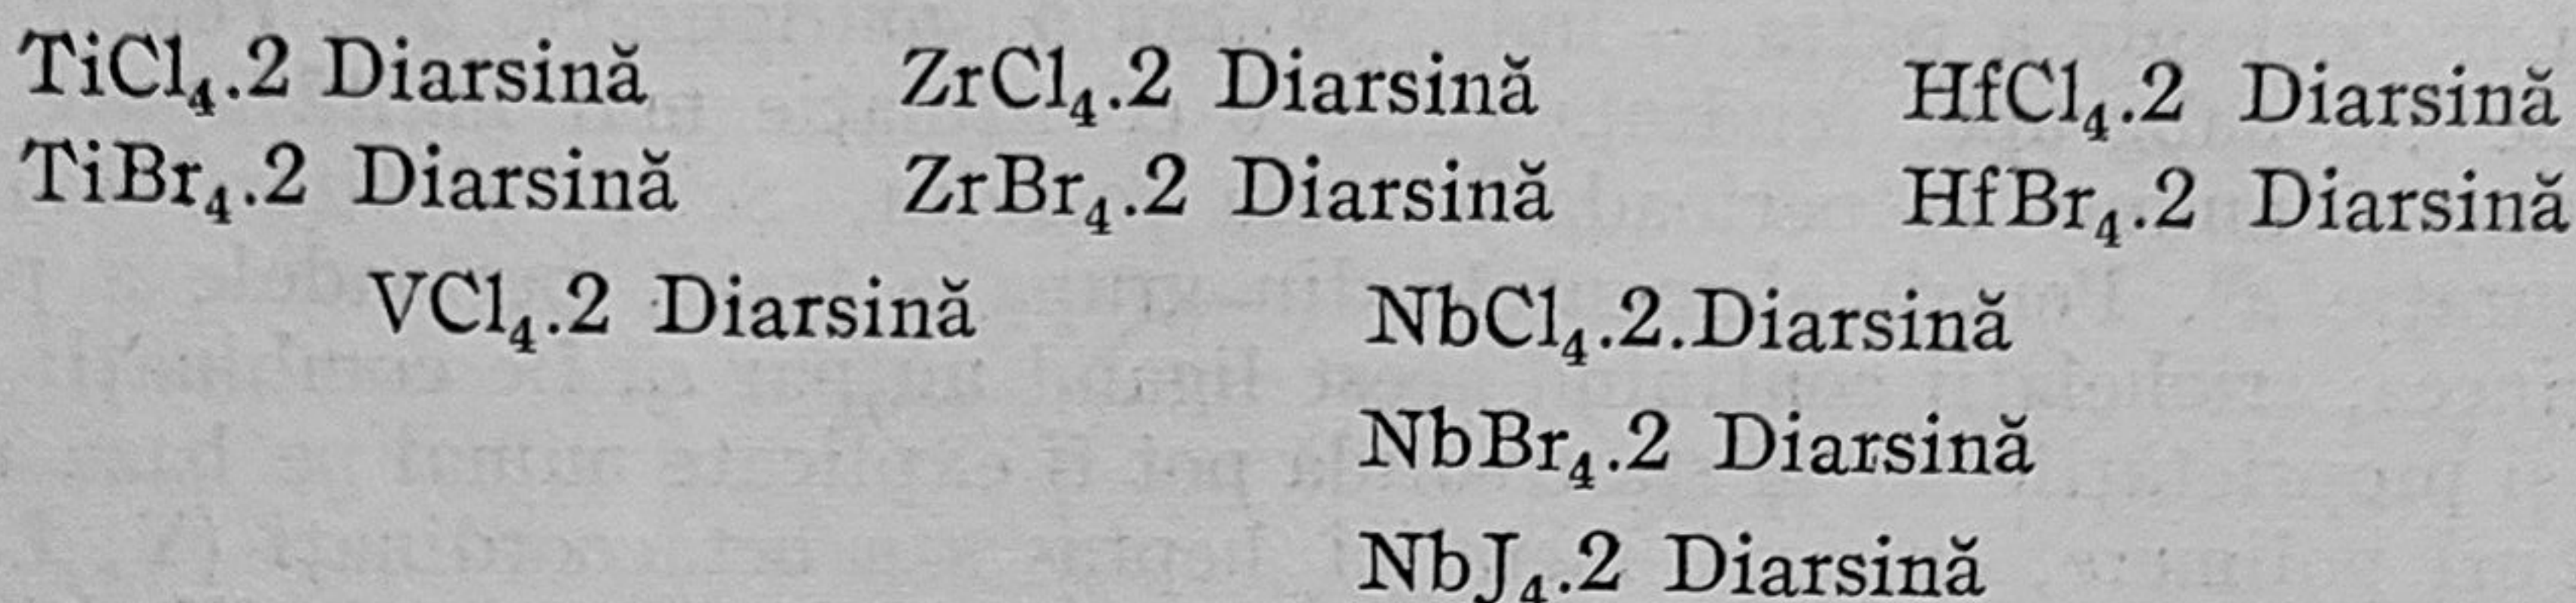 TiCl₄.2 Diarsină ZrCl₄.2 Diarsină HfCl₄.2 Diarsină
TiBr₄.2 Diarsină ZrBr₄.2 Diarsină HfBr₄.2 Diarsină
VCl₄.2 Diarsină NbCl₄.2.Diarsină
NbBr₄.2 Diarsină
NbJ₄.2 Diarsină